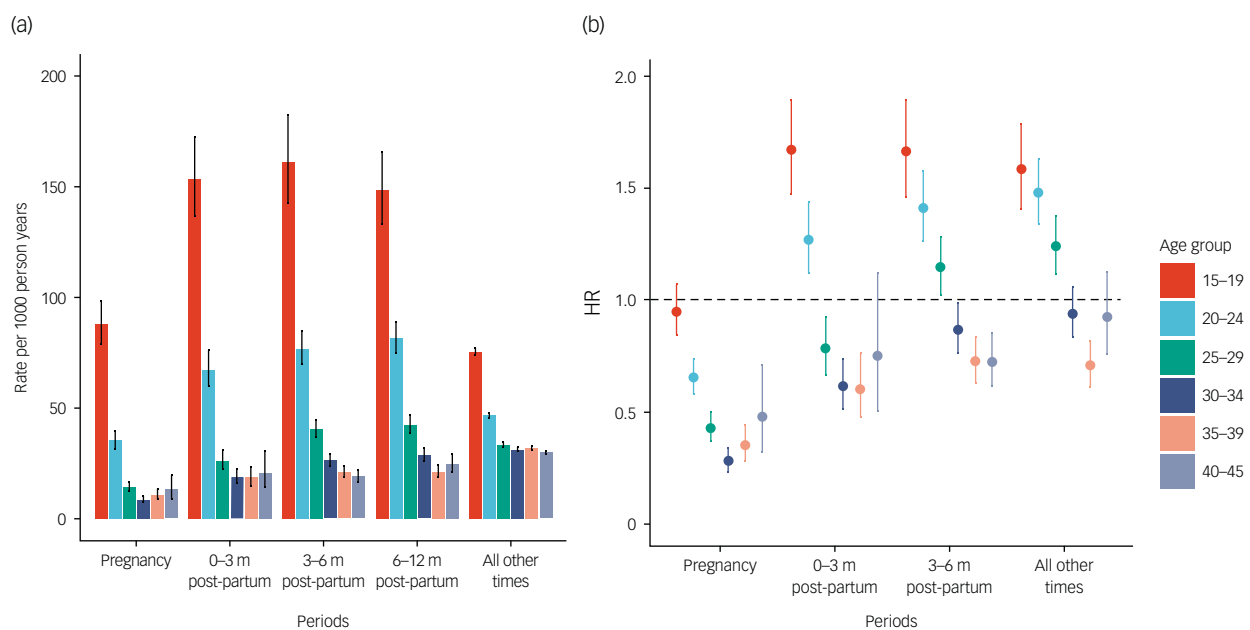 (a)
Rate per 1000 person years
200
150
100
50
0
Pregnancy
0–3 m
post-partum
3–6 m
post-partum
6–12 m
post-partum
All other
times
Periods
(b)
HR
2.0
1.5
1.0
0.5
0
Pregnancy
0–3 m
post-partum
3–6 m
post-partum
All other
times
Periods
Age group
15–19
20–24
25–29
30–34
35–39
40–45